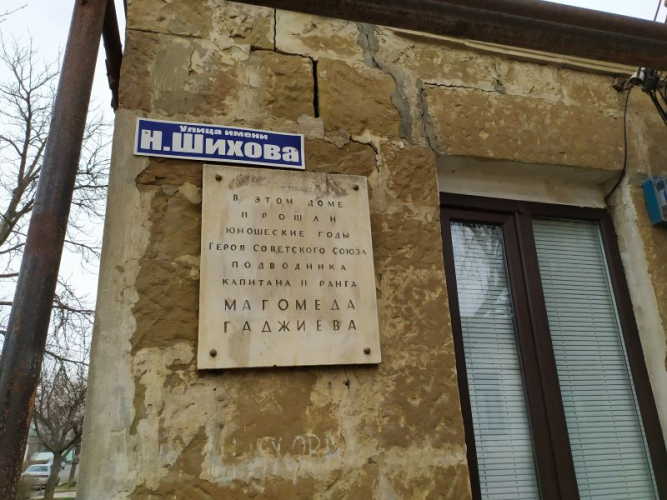 Улица имени
Н.Шихова
В ЭТОМ ДОМЕ
ПРОШЛИ
ЮНОШЕСКИЕ ГОДЫ
ГЕРОЯ СОВЕТСКОГО СОЮЗА
ПОДВОДНИКА
КАПИТАНА II РАНГА
МАГОМЕДА
ГАДЖИЕВА